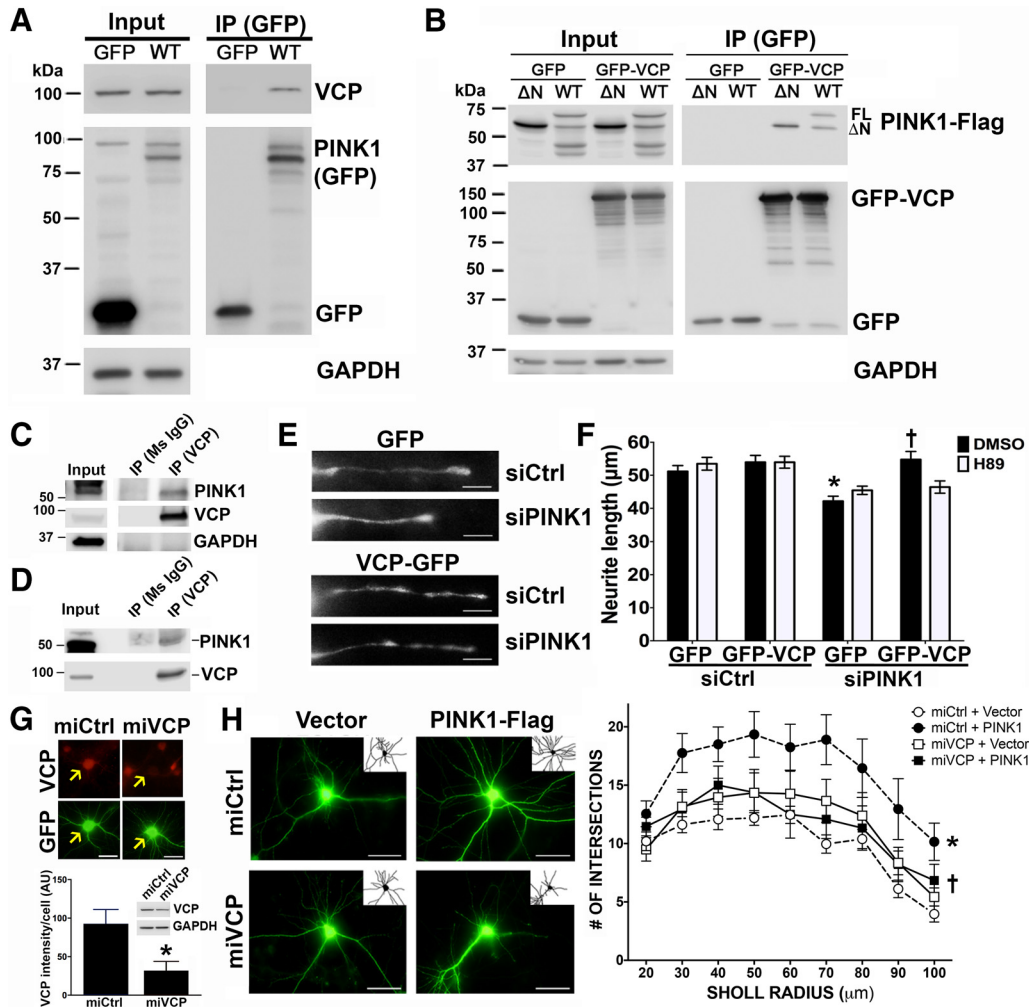 A
Input
IP (GFP)
GFP WT
GFP WT
kDa
100
VCP
100
75
50
37
PINK1
(GFP)
GFP
37
GAPDH
B
Input
IP (GFP)
GFP GFP-VCP
GFP GFP-VCP
kDa
ΔN WT ΔN WT
ΔN WT ΔN WT
75
50
37
FL
ΔN
PINK1-Flag
150
100
75
50
37
GFP-VCP
GFP
37
GAPDH
C
Input
IP (Ms IgG)
IP (VCP)
50
PINK1
100
VCP
37
GAPDH
D
Input
IP (Ms IgG)
IP (VCP)
50
PINK1
100
VCP
E
GFP
siCtrl
siPINK1
VCP-GFP
siCtrl
siPINK1
F
Neurite length (μm)
60
50
40
30
20
10
0
*
†
DMSO
H89
GFP GFP-VCP GFP GFP-VCP
siCtrl
siPINK1
G
miCtrl miVCP
VCP
GFP
VCP intensity/cell (AU)
150
100
50
0
miCtrl
miVCP
VCP
GAPDH
*
miCtrl miVCP
H
Vector
PINK1-Flag
miCtrl
miVCP
# OF INTERSECTIONS
20
15
10
5
0
miCtrl + Vector
miCtrl + PINK1
miVCP + Vector
miVCP + PINK1
*
†
20 30 40 50 60 70 80 90 100
SHOLL RADIUS (μm)